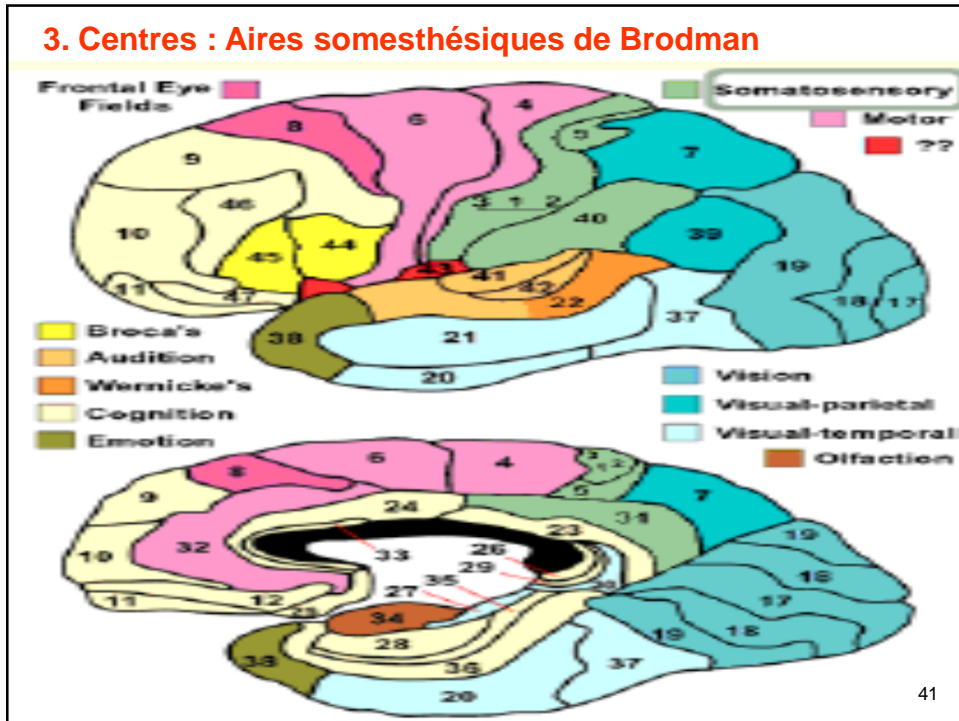 3. Centres : Aires somesthésiques de Brodman
Frontal Eye
Fields
Somatosensory
Motor
??
8 6 4 5 7
9 46
3 1 2 40
10 45 44 39
11 47 43 41 42 22 19 18 17
38 21 37
20
Broca's
Audition
Wernicke's
Cognition
Emotion
Vision
Visual-parietal
Visual-temporal
Olfaction
8 6 4 3 1 2
9 5 7
24 31
10 32 23 19
33 26
29 18
27 35
11 12 25 17
34 28
38 36 19 18
37
20
41